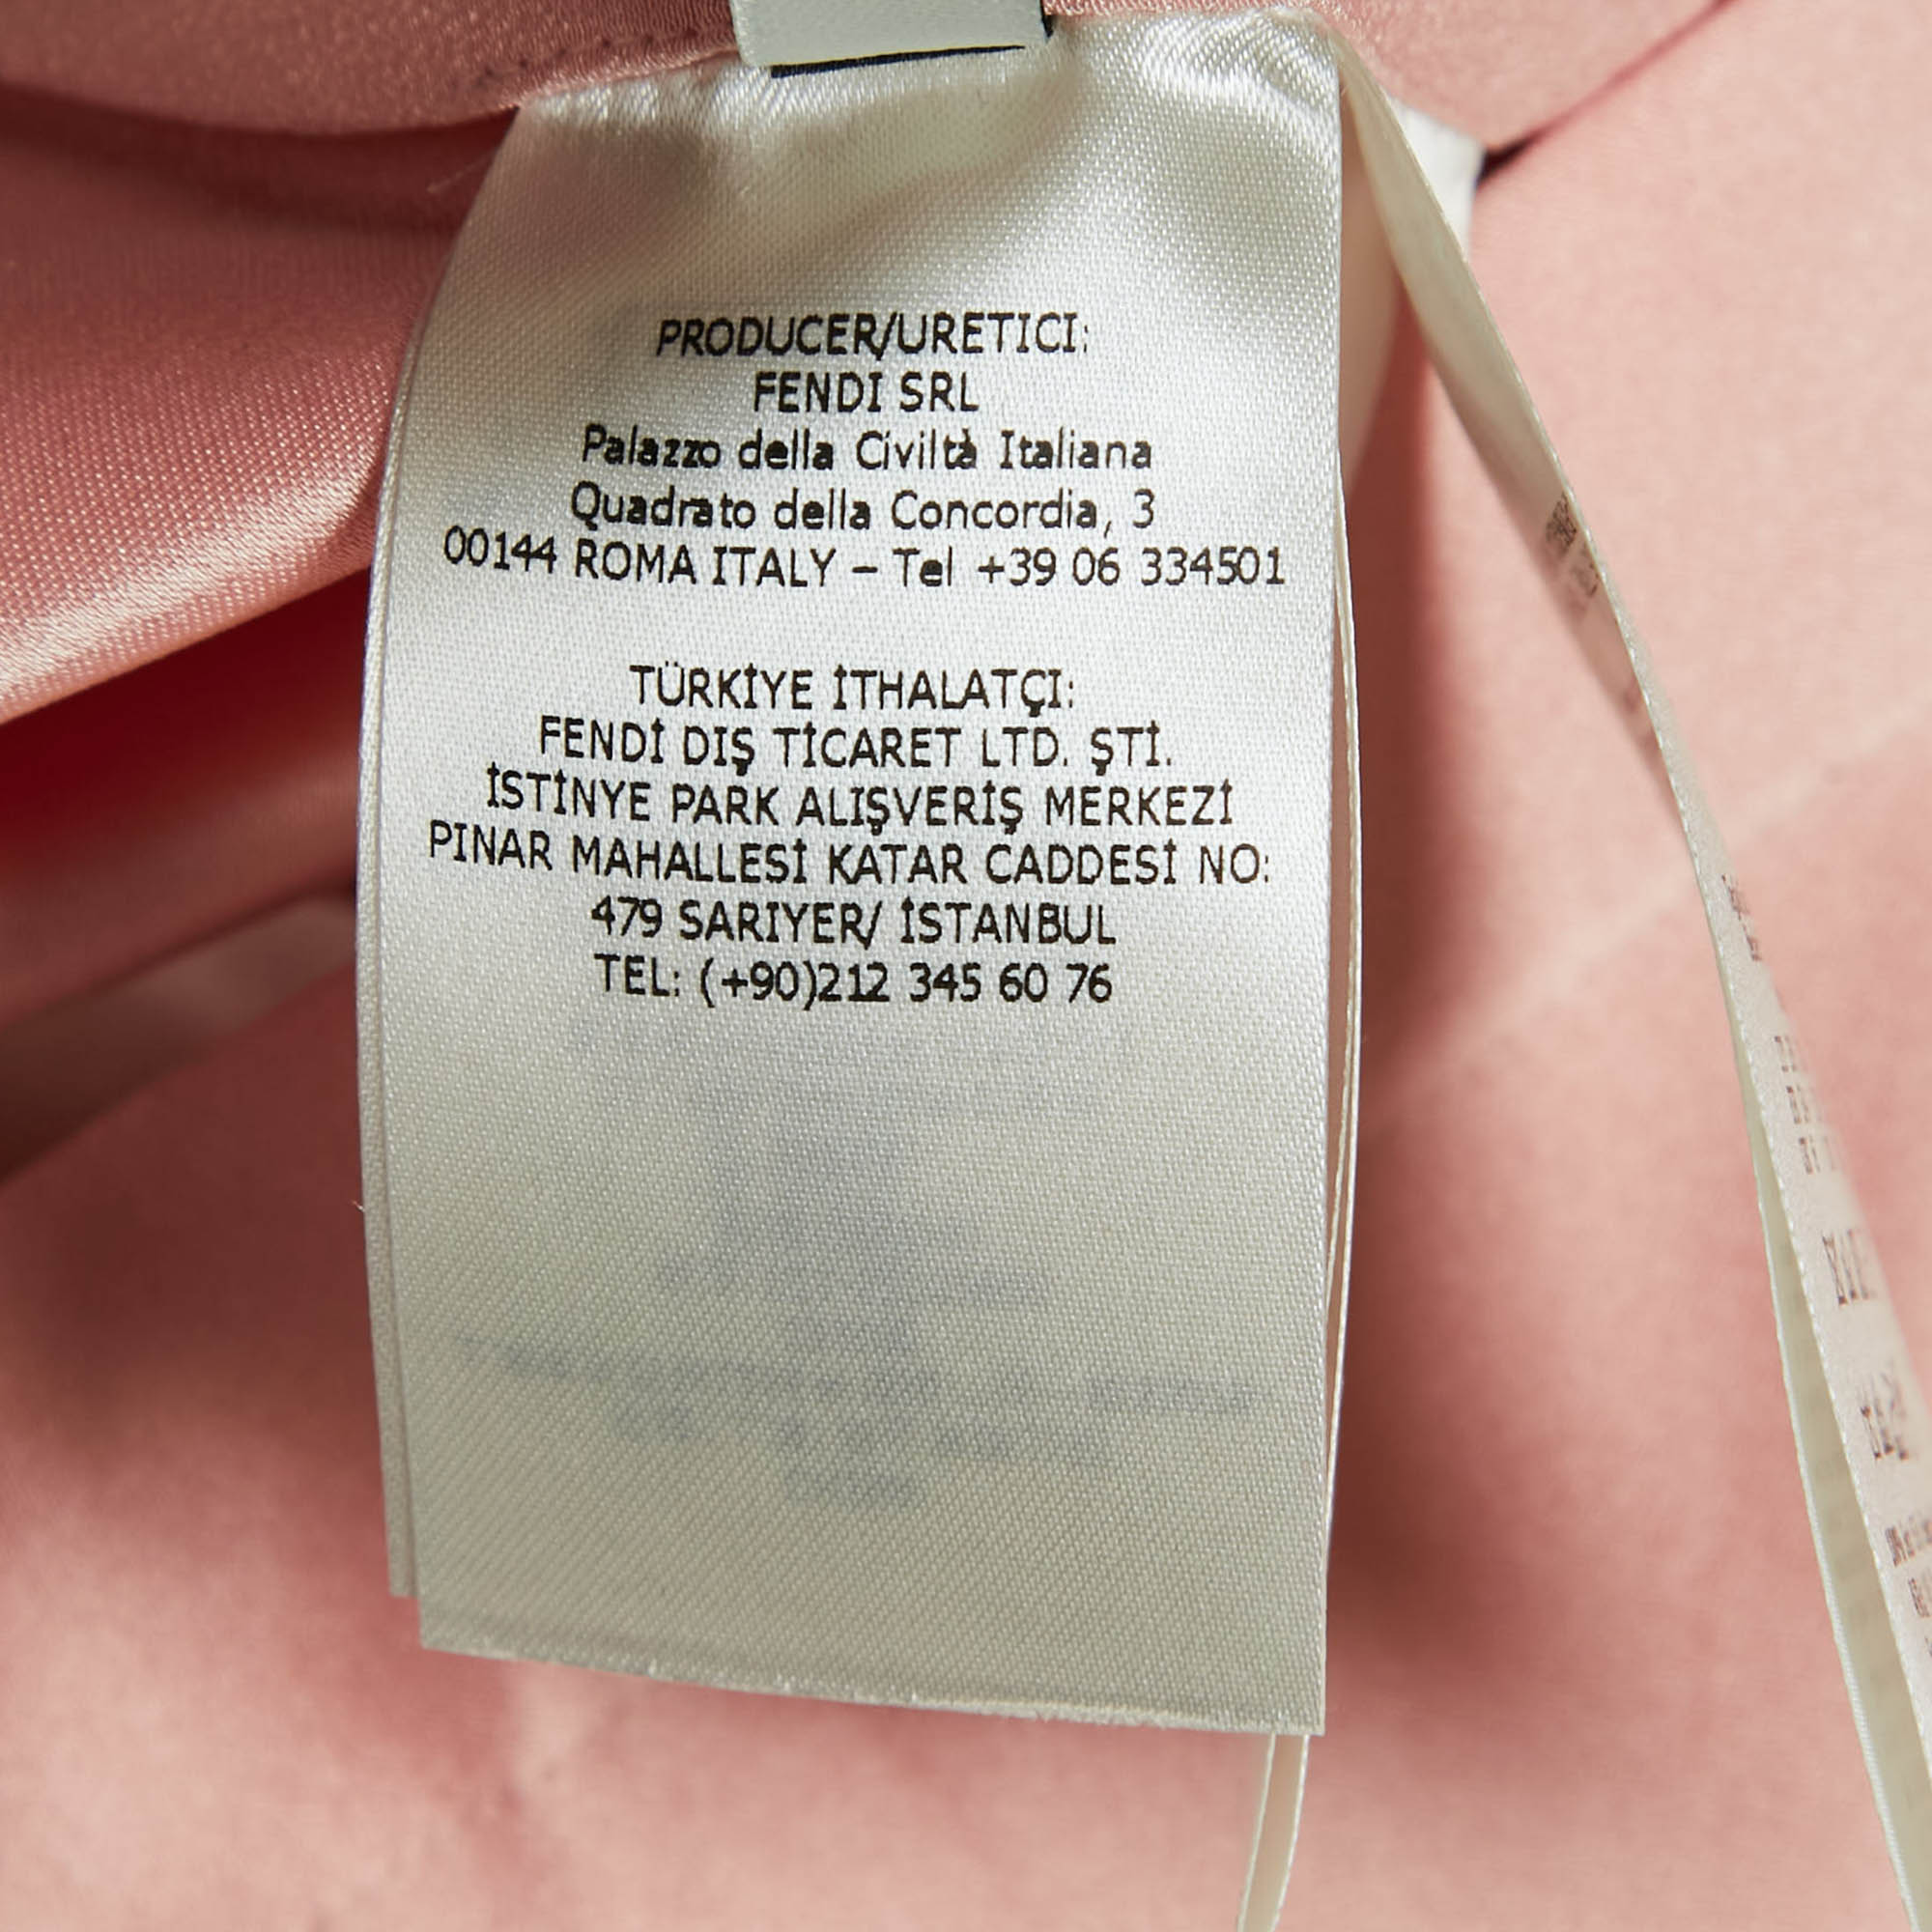 PRODUCER/URETICI:
FENDI SRL
Palazzo della Civiltà Italiana
Quadrato della Concordia, 3
00144 ROMA ITALY – Tel +39 06 334501
TÜRKİYE İTHALATÇI:
FENDİ DIŞ TİCARET LTD. ŞTİ.
İSTİNYE PARK ALIŞVERİŞ MERKEZİ
PINAR MAHALLESİ KATAR CADDESİ NO:
479 SARIYER/ İSTANBUL
TEL: (+90)212 345 60 76